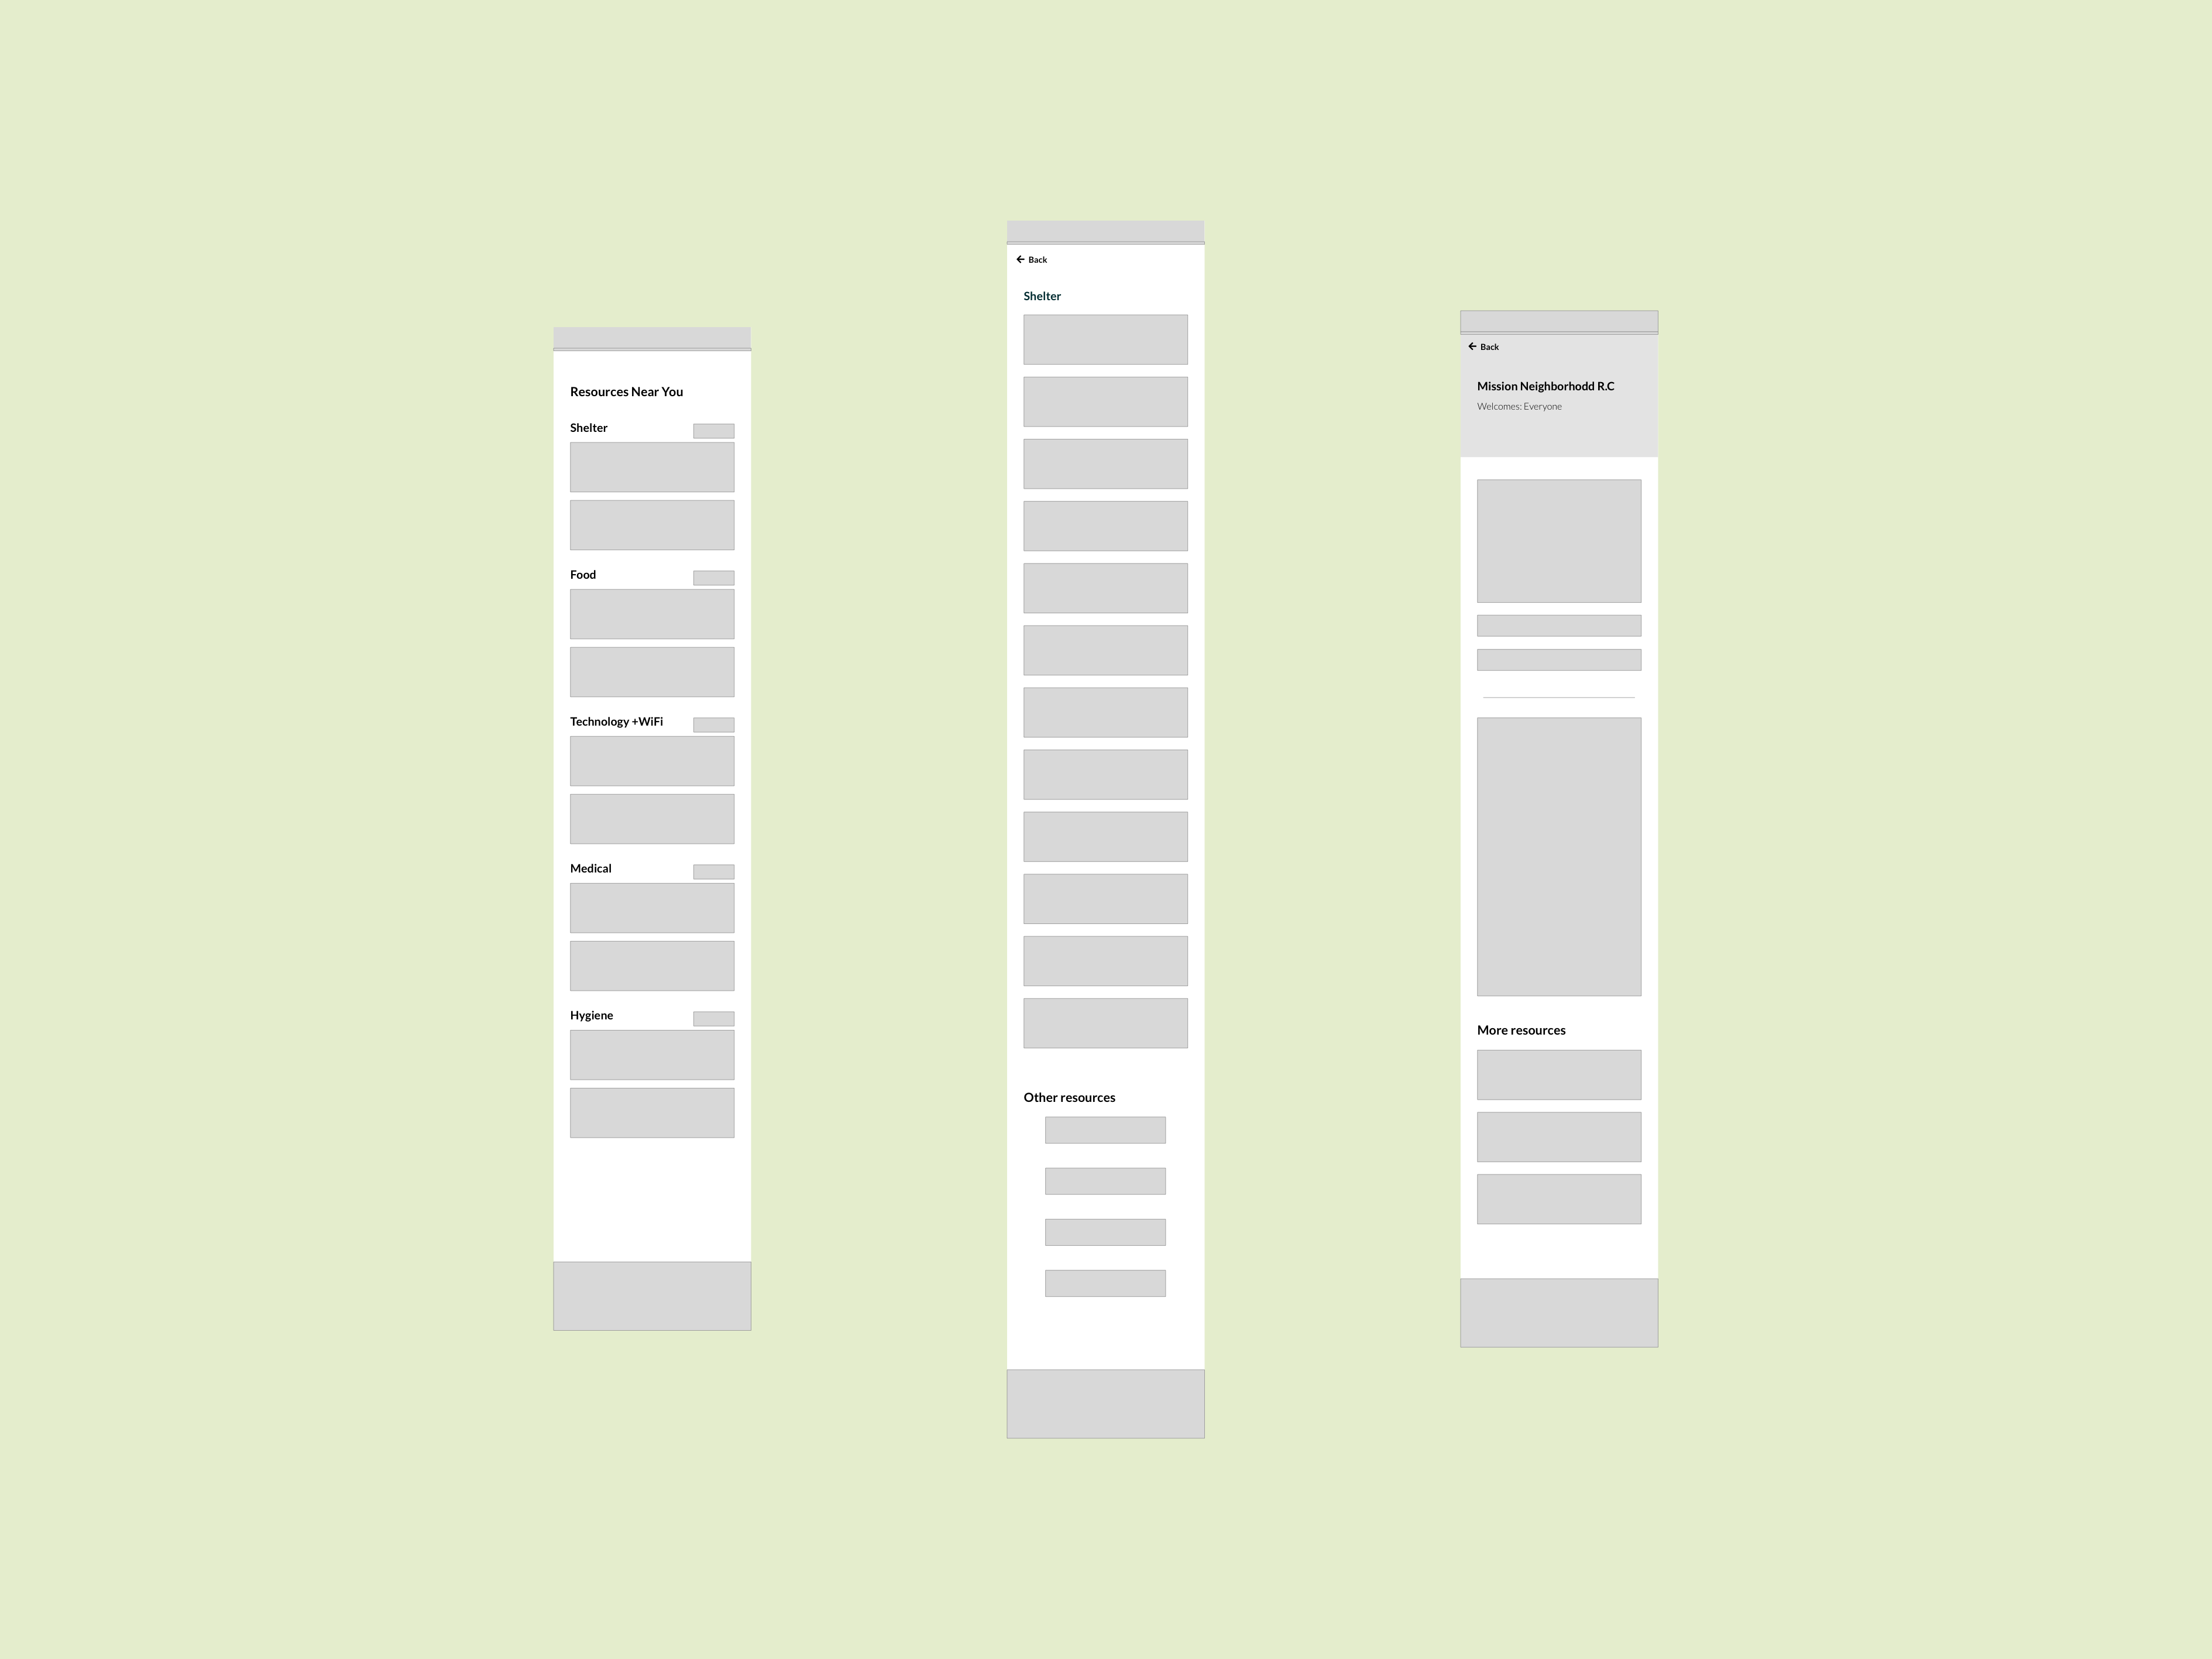 Resources Near You
Shelter
Food
Technology +WiFi
Medical
Hygiene
Back
Shelter
Other resources
Back
Mission Neighborhodd R.C
Welcomes: Everyone
More resources